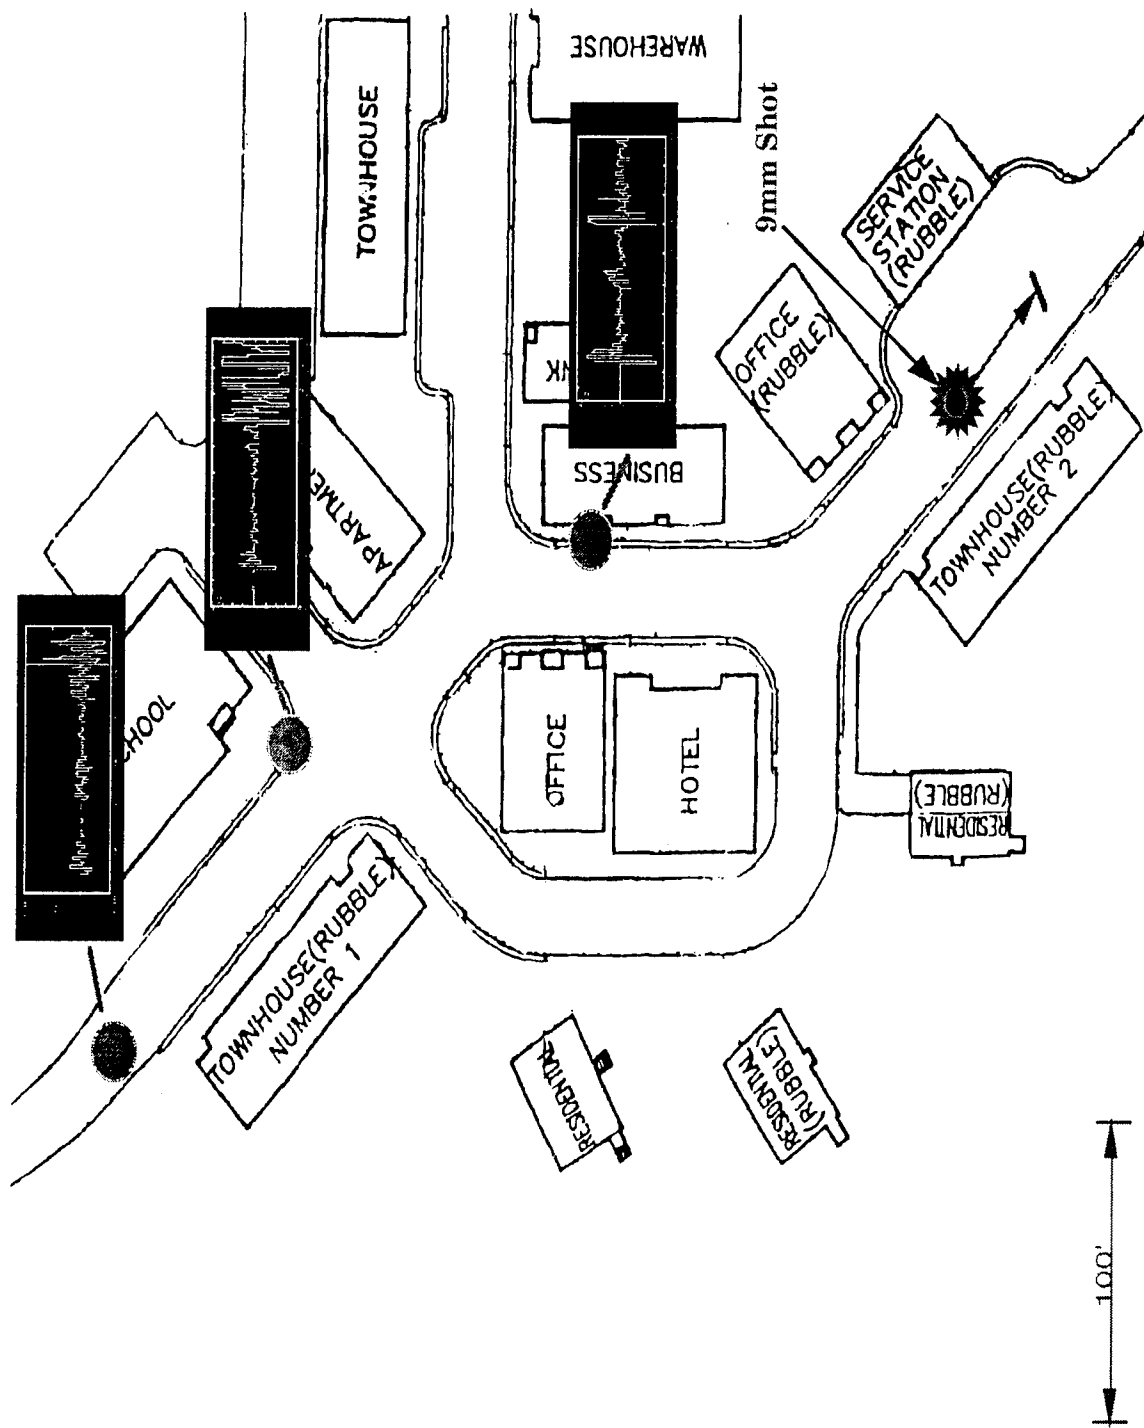 WAREHOUSE
TOWNHOUSE
9mm Shot
SERVICE
STATION
(RUBBLE)
OFFICE
(RUBBLE)
NK
BUSINESS
APARTME
TOWNHOUSE(RUBBLE)
NUMBER 2
CHOOL
OFFICE
HOTEL
RESIDENTIAL
(RUBBLE)
TOWNHOUSE(RUBBLE)
NUMBER 1
RESIDENTIAL
RESIDENTIAL
(RUBBLE)
100'